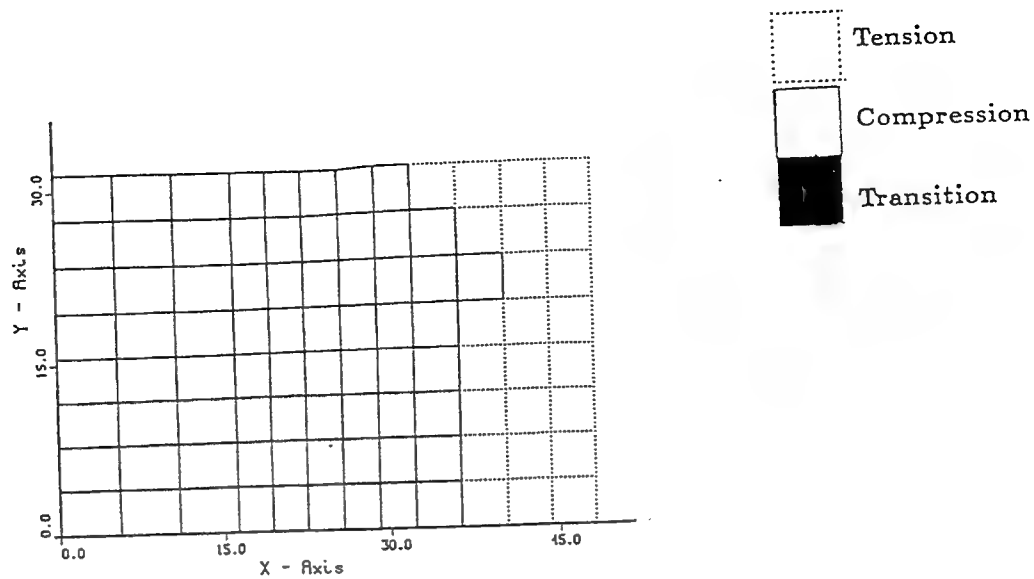 Tension
Compression
Transition
30.0
15.0
0.0
Y - Axis
0.0
15.0
30.0
45.0
X - Axis